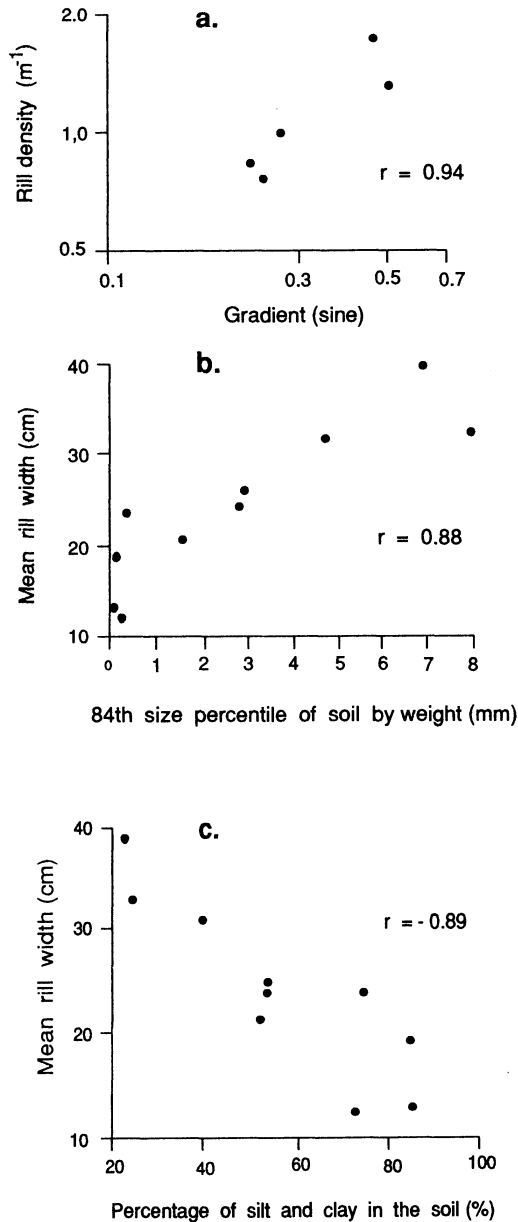 a.
2.0
1,0
0.5
Rill density (m-1)
r = 0.94
0.1 0.3 0.5 0.7
Gradient (sine)
b.
40
30
20
10
Mean rill width (cm)
r = 0.88
0 1 2 3 4 5 6 7 8
84th size percentile of soil by weight (mm)
c.
40
30
20
10
Mean rill width (cm)
r = - 0.89
20 40 60 80 100
Percentage of silt and clay in the soil (%)